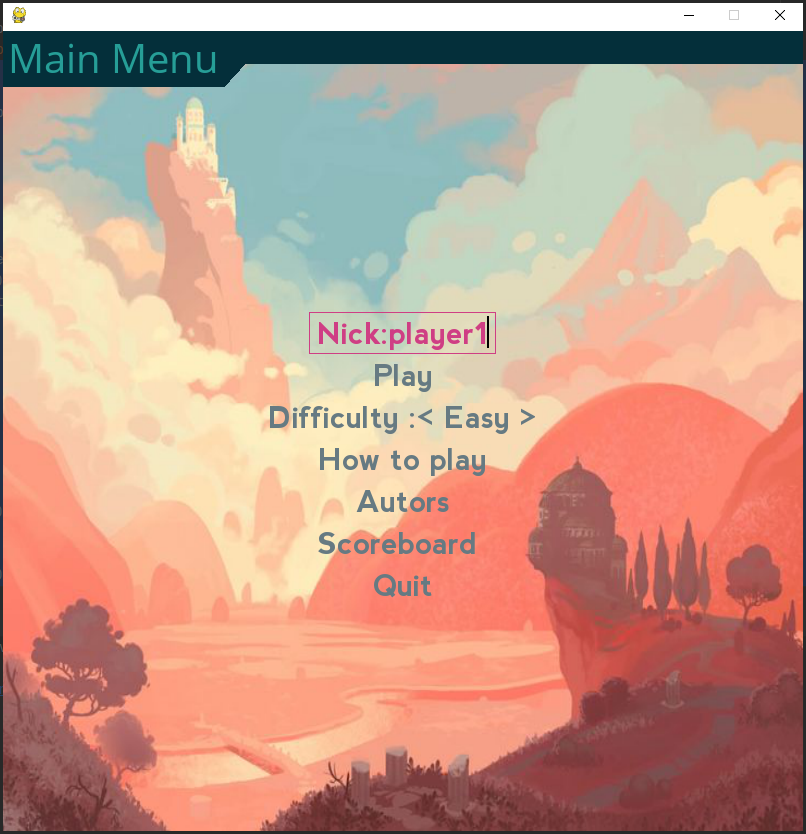 Main Menu
Nick:player1
Play
Difficulty :< Easy >
How to play
Autors
Scoreboard
Quit